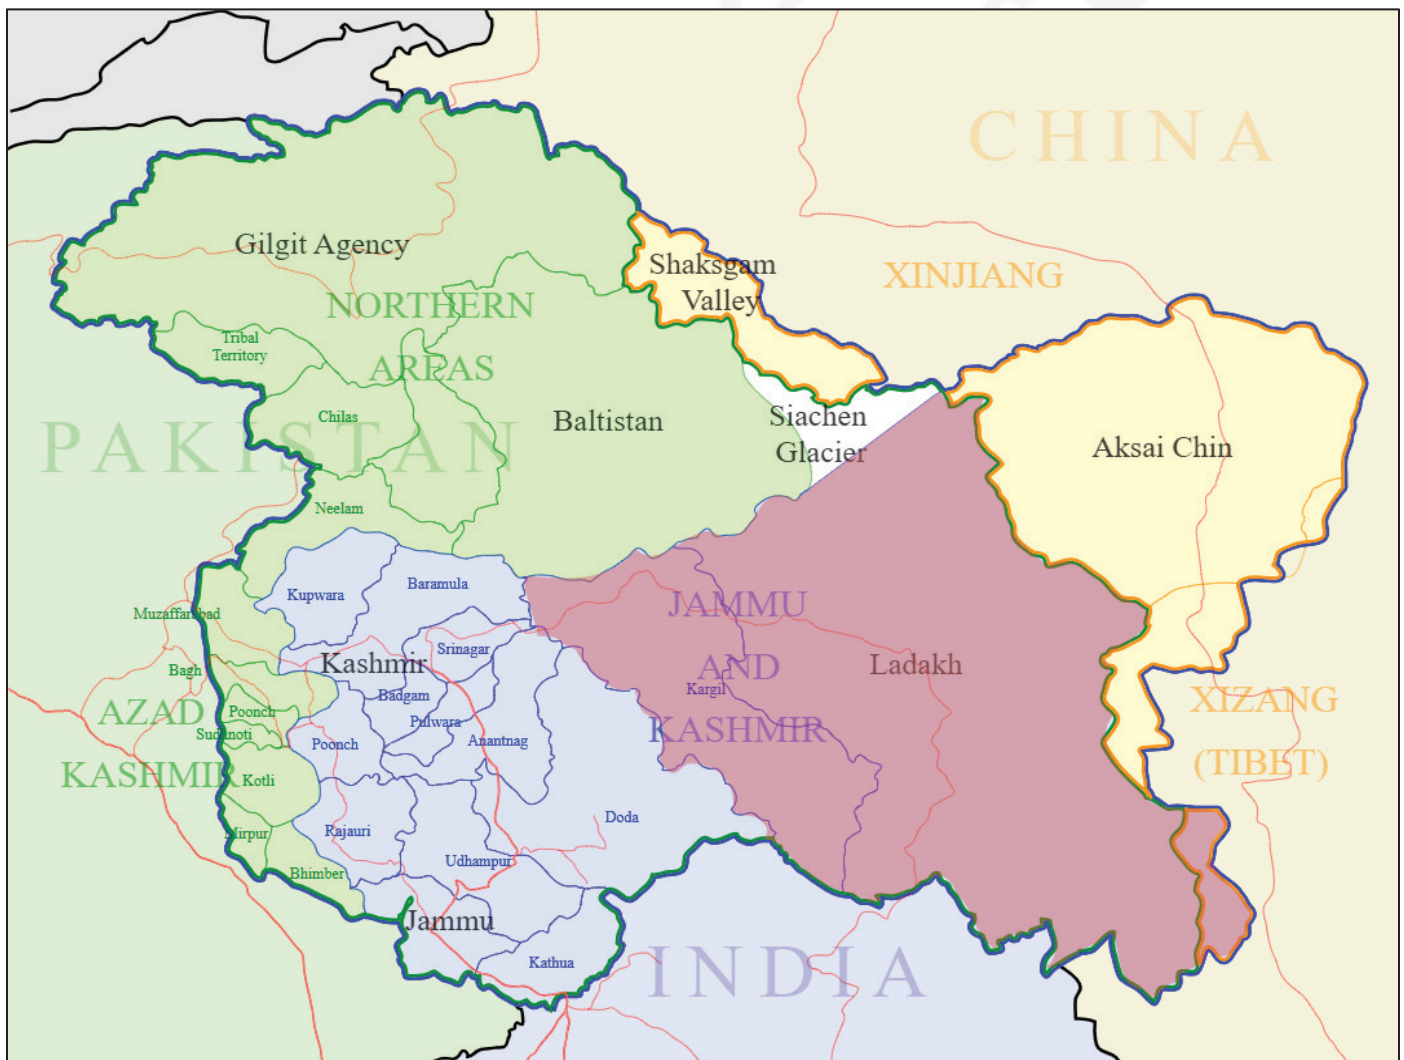 CHINA
Gilgit Agency
Shaksgam
Valley
XINJIANG
NORTHERN
AREAS
Tribal
Territory
Chilas
Baltistan
Siachen
Glacier
Aksai Chin
PAKISTAN
Neelam
Kupwara
Baramula
Muzaffarabad
JAMMU
AND
KASHMIR
Srinagar
Kashmir
Ladakh
Bagh
Badgam
Kargil
AZAD
KASHMIR
Poonch
Pulwara
XIZANG
(TIBET)
Sudhnoti
Poonch
Anantnag
Kotli
Mirpur
Rajauri
Doda
Udhampur
Bhimber
Jammu
Kathua
INDIA